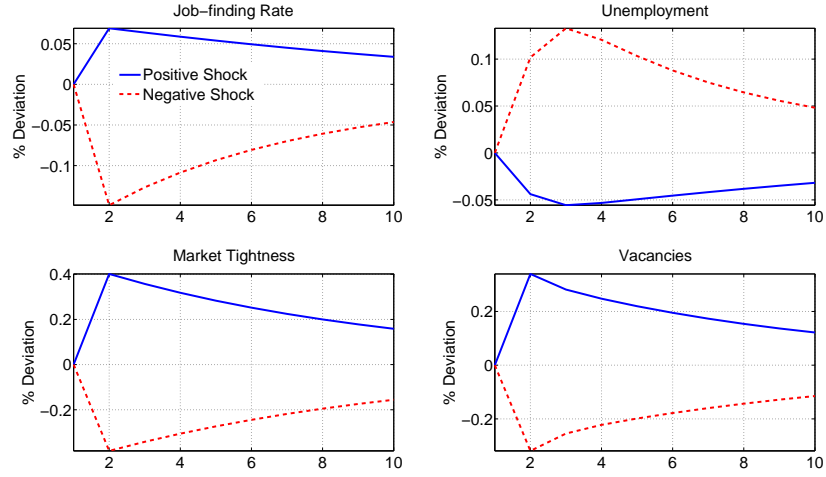 Job-finding Rate
% Deviation
0.05
0
-0.05
-0.1
Positive Shock
Negative Shock
2 4 6 8 10
Unemployment
% Deviation
0.1
0.05
0
-0.05
2 4 6 8 10
Market Tightness
% Deviation
0.4
0.2
0
-0.2
2 4 6 8 10
Vacancies
% Deviation
0.2
0
-0.2
2 4 6 8 10